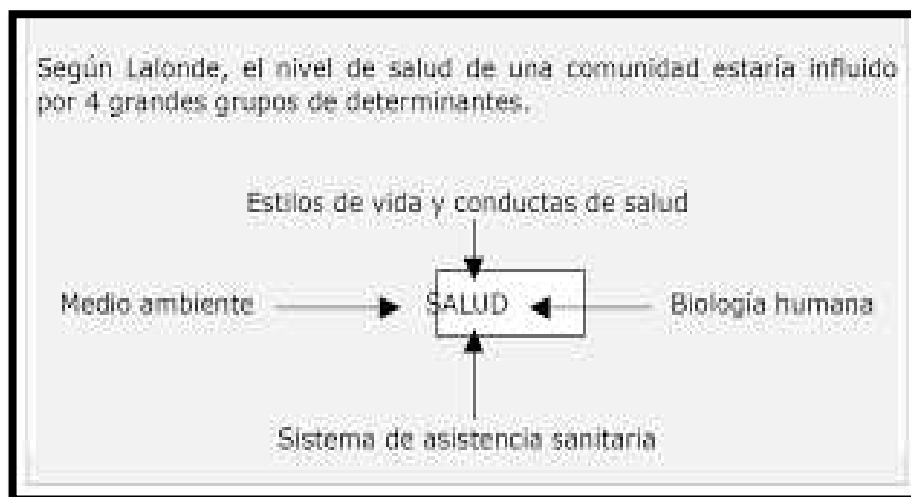 Según Lalonde, el nivel de salud de una comunidad estaría influido
por 4 grandes grupos de determinantes.
Estilos de vida y conductas de salud
Medio ambiente SALUD Biología humana
Sistema de asistencia sanitaria